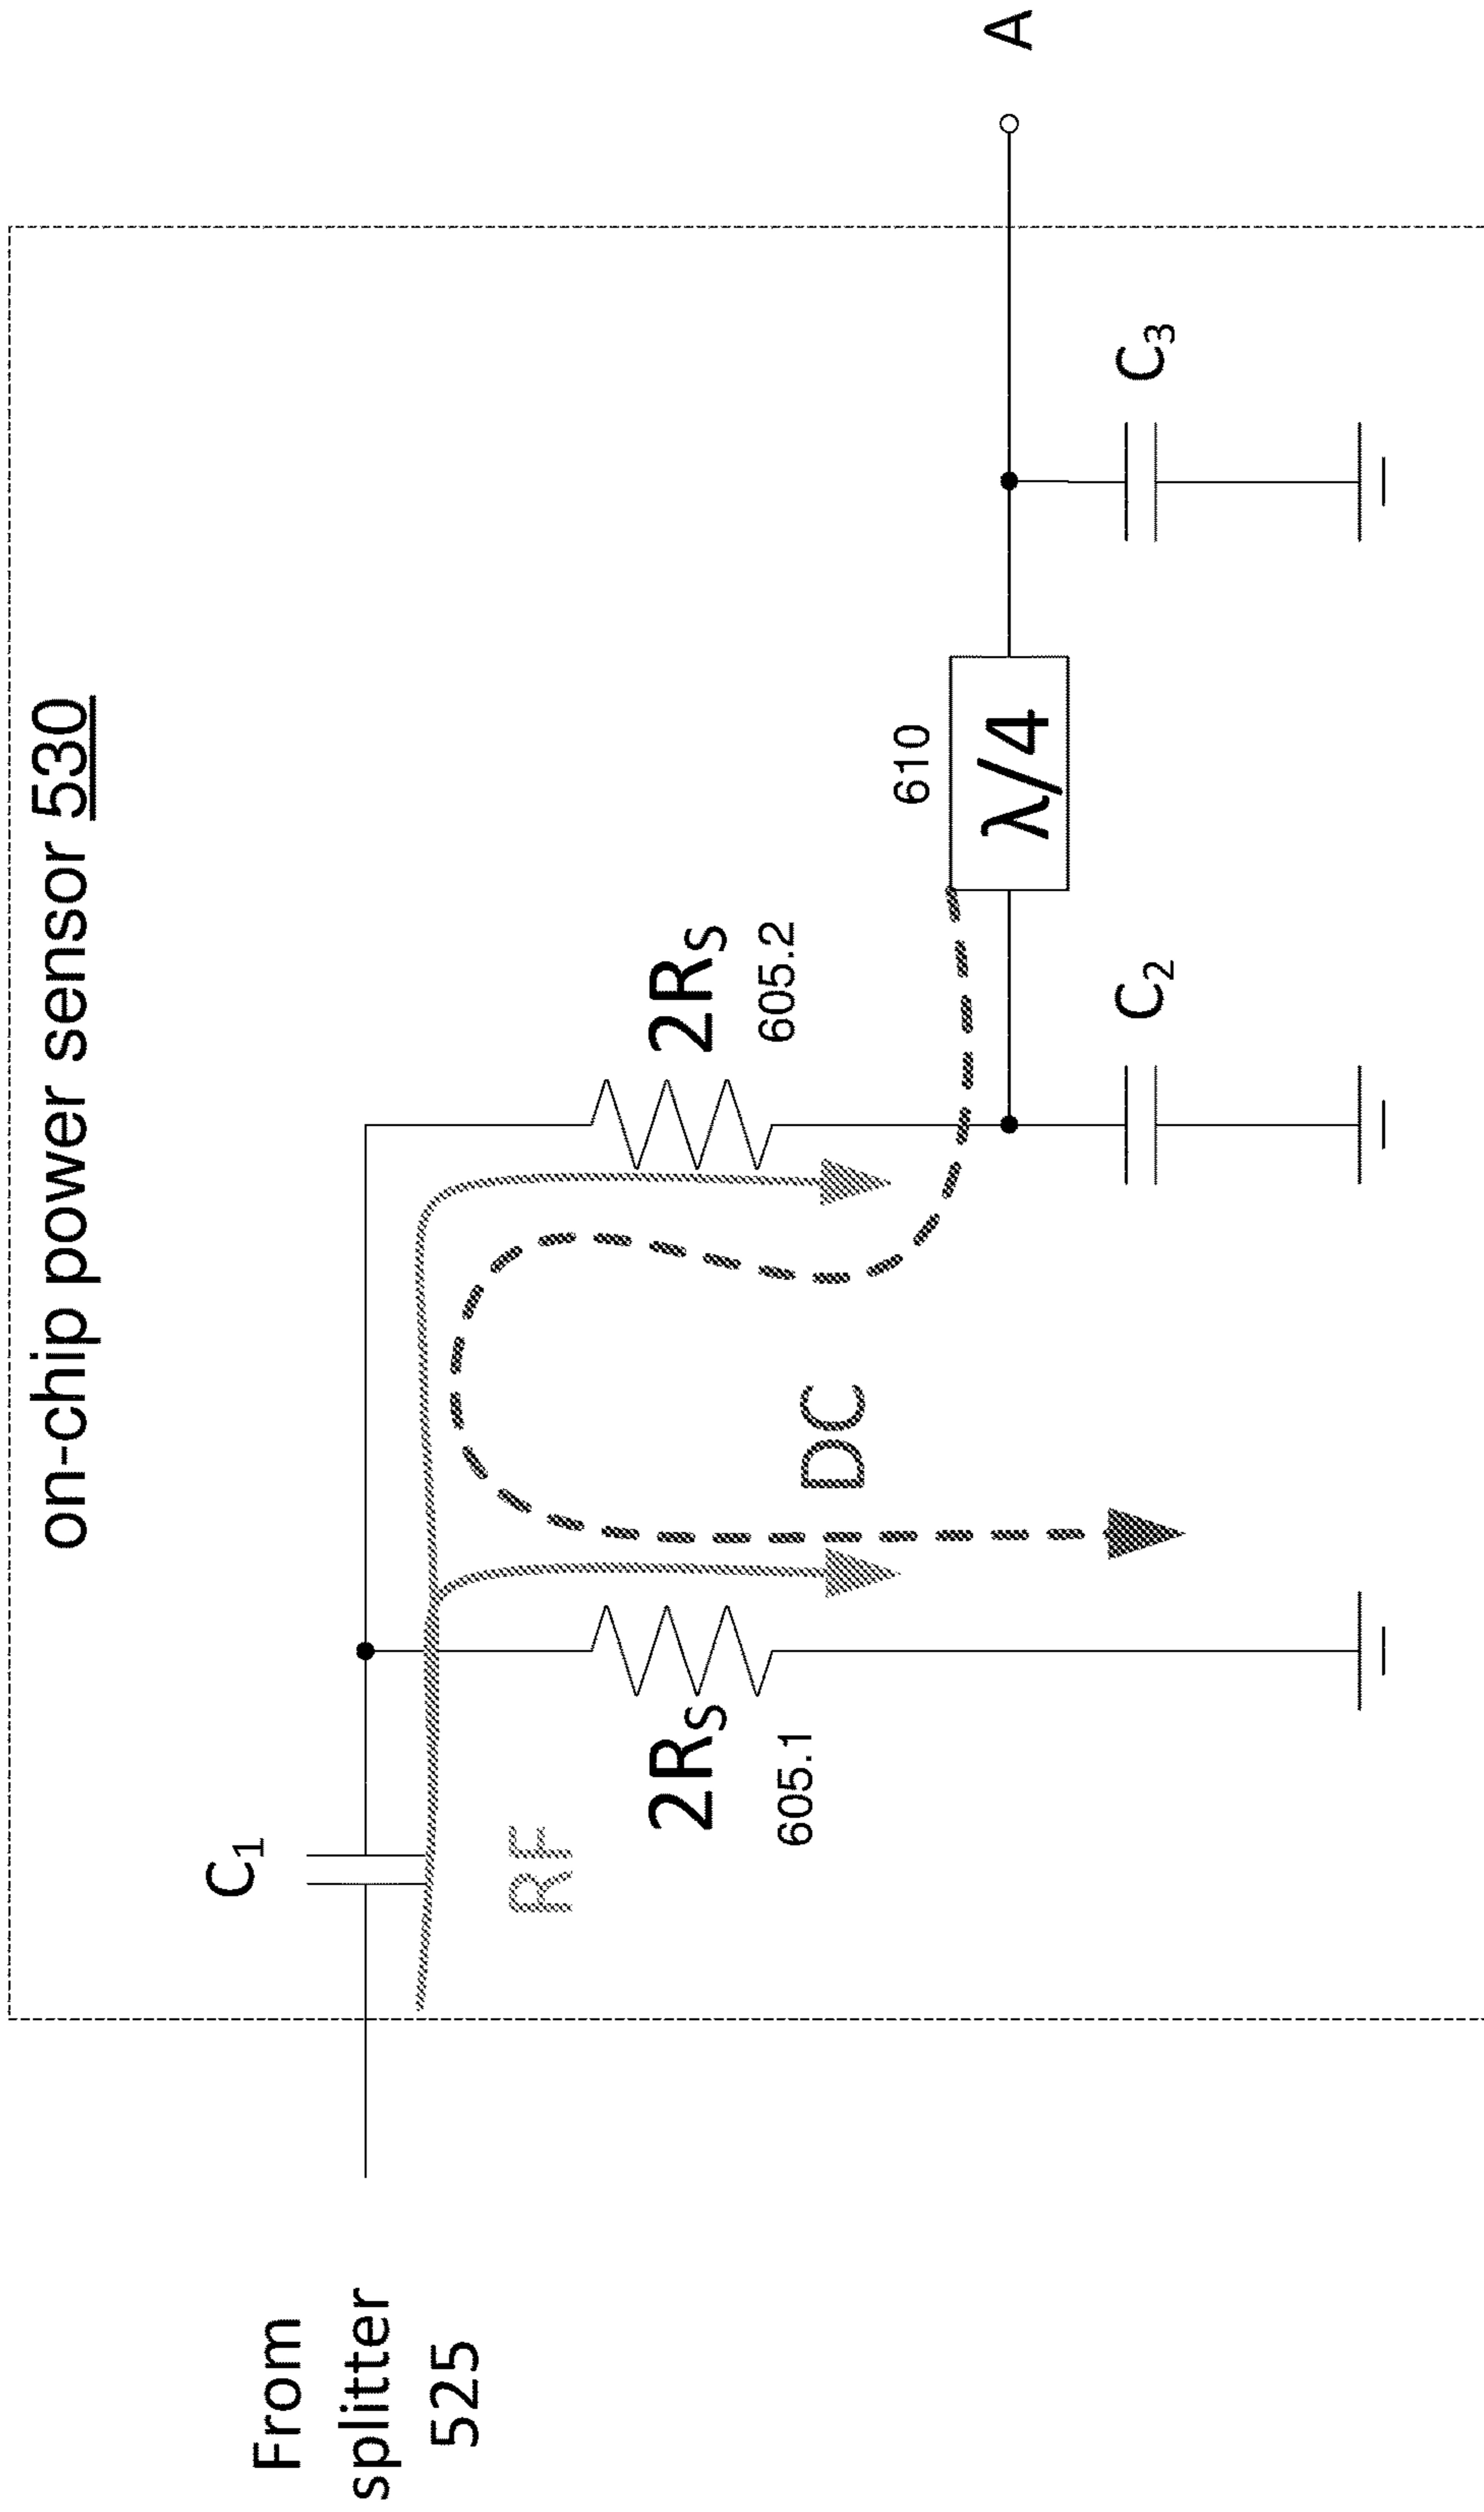 on-chip power sensor 530
From
splitter
525
C1
RF
2RS
605.1
DC
2RS
605.2
610
λ/4
C2
C3
A